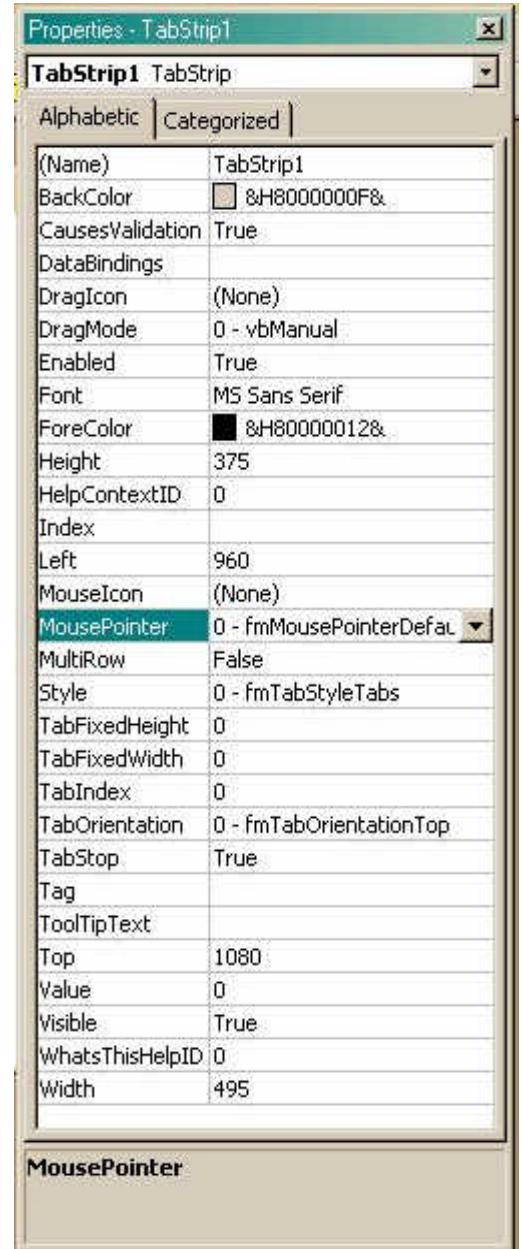 Properties - TabStrip1
TabStrip1 TabStrip
Alphabetic Categorized
(Name) TabStrip1
BackColor &H8000000F&
CausesValidation True
DataBindings
DragIcon (None)
DragMode 0 - vbManual
Enabled True
Font MS Sans Serif
ForeColor &H80000012&
Height 375
HelpContextID 0
Index
Left 960
MouseIcon (None)
MousePointer 0 - fmMousePointerDefau
MultiRow False
Style 0 - fmTabStyleTabs
TabFixedHeight 0
TabFixedWidth 0
TabIndex 0
TabOrientation 0 - fmTabOrientationTop
TabStop True
Tag
ToolTipText
Top 1080
Value 0
Visible True
WhatsThisHelpID 0
Width 495
MousePointer